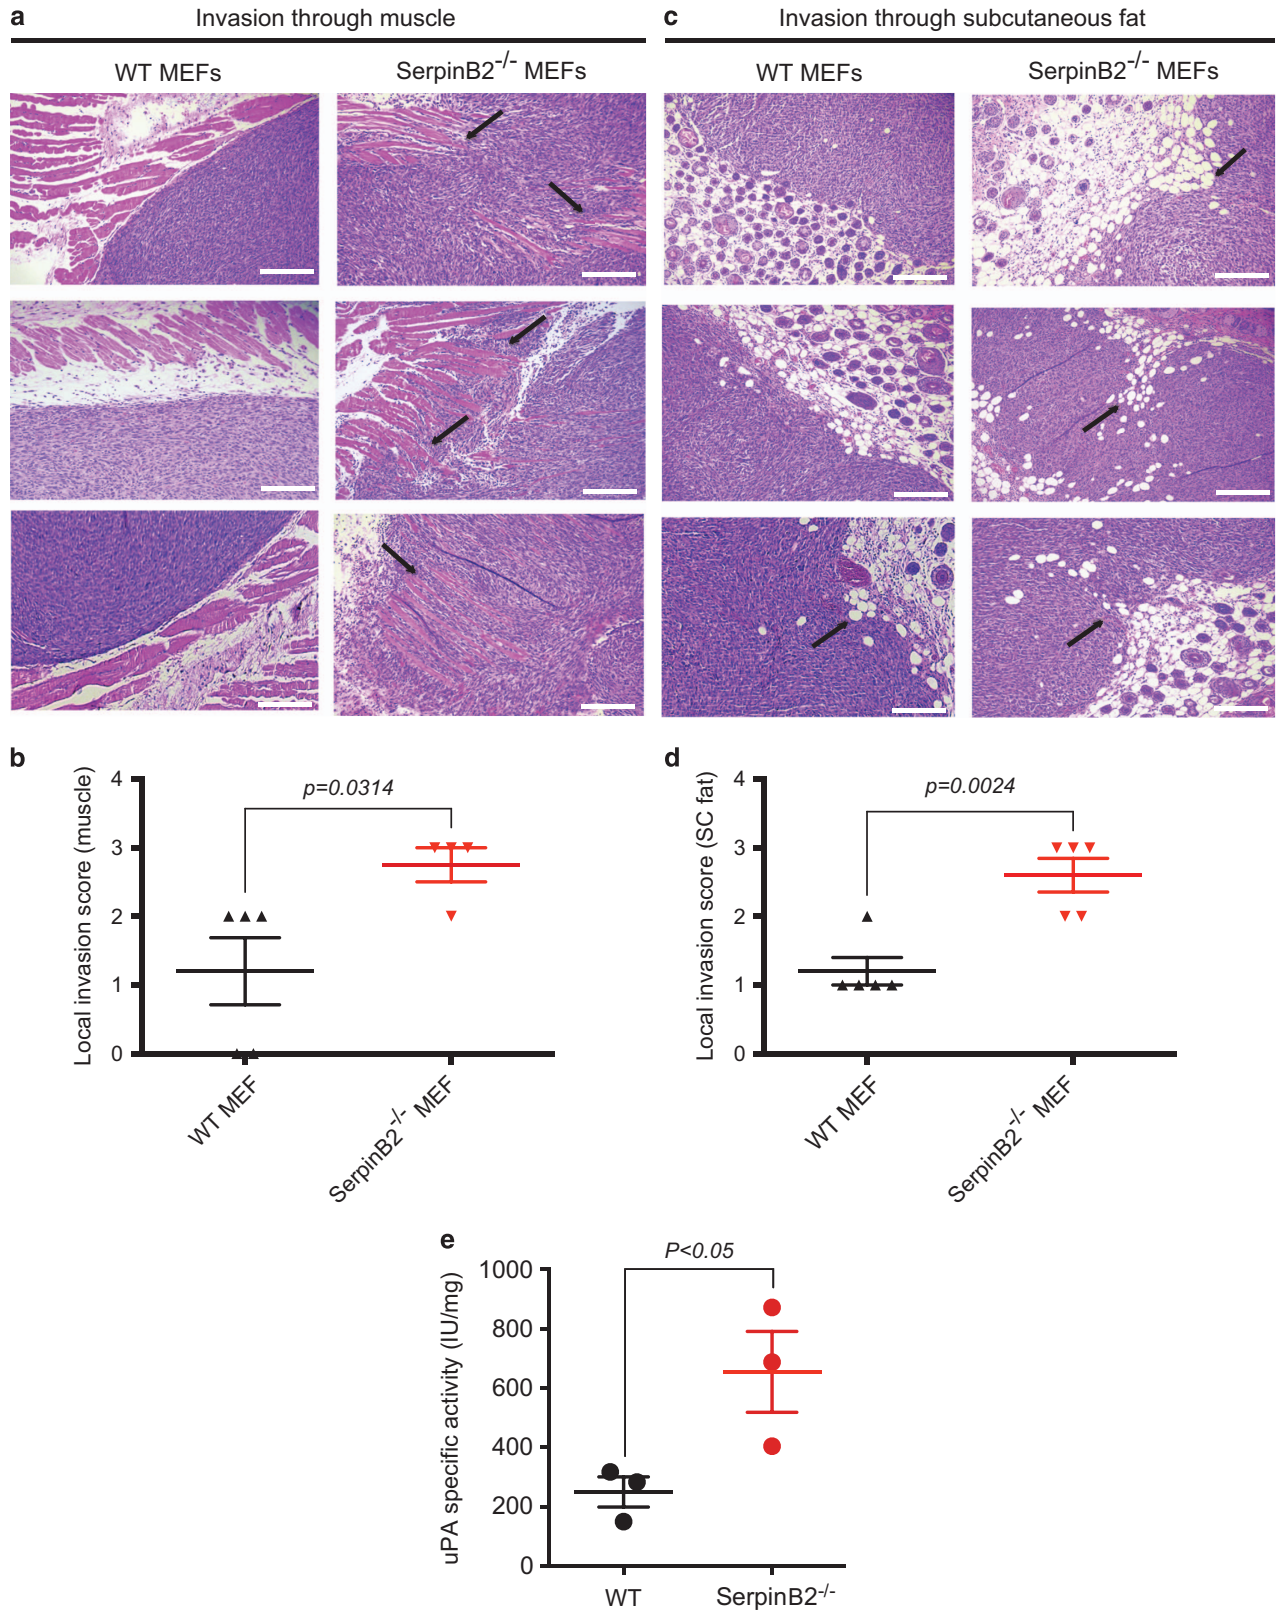 a Invasion through muscle
WT MEFs SerpinB2-/- MEFs
c Invasion through subcutaneous fat
WT MEFs SerpinB2-/- MEFs
b
Local invasion score (muscle)
4
3
2
1
0
p=0.0314
WT MEF
SerpinB2-/- MEF
d
Local invasion score (SC fat)
4
3
2
1
0
p=0.0024
WT MEF
SerpinB2-/- MEF
e
uPA specific activity (IU/mg)
1000
800
600
400
200
0
P<0.05
WT
SerpinB2-/-